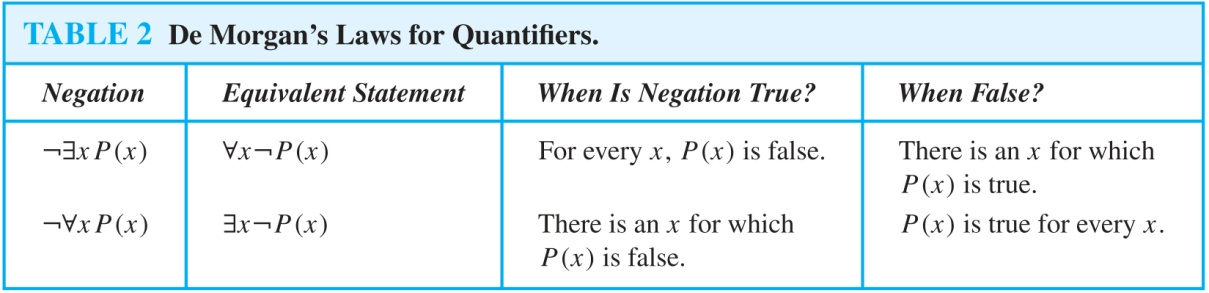 TABLE 2 De Morgan's Laws for Quantifiers.
Negation Equivalent Statement When Is Negation True? When False?
¬∃xP(x) ∀x¬P(x) For every x, P(x) is false. There is an x for which
P(x) is true.
¬∀xP(x) ∃x¬P(x) There is an x for which P(x) is true for every x.
P(x) is false.